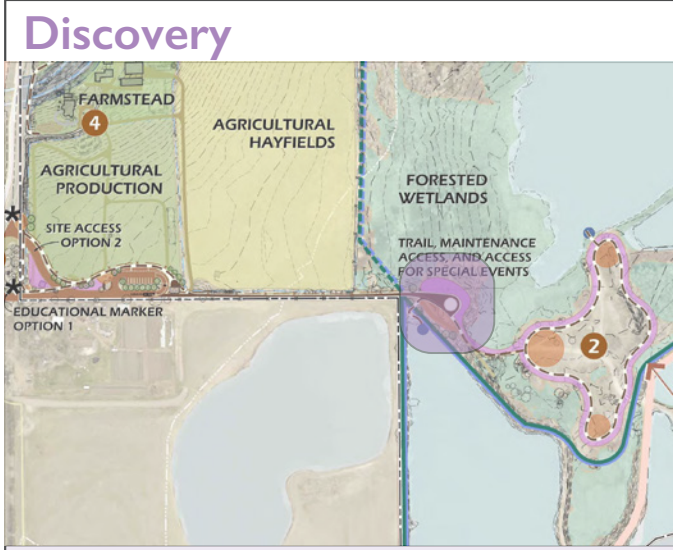 Discovery
FARMSTEAD
4
AGRICULTURAL
HAYFIELDS
AGRICULTURAL
PRODUCTION
FORESTED
WETLANDS
SITE ACCESS
OPTION 2
TRAIL, MAINTENANCE
ACCESS, AND ACCESS
FOR SPECIAL EVENTS
EDUCATIONAL MARKER
OPTION 1
2